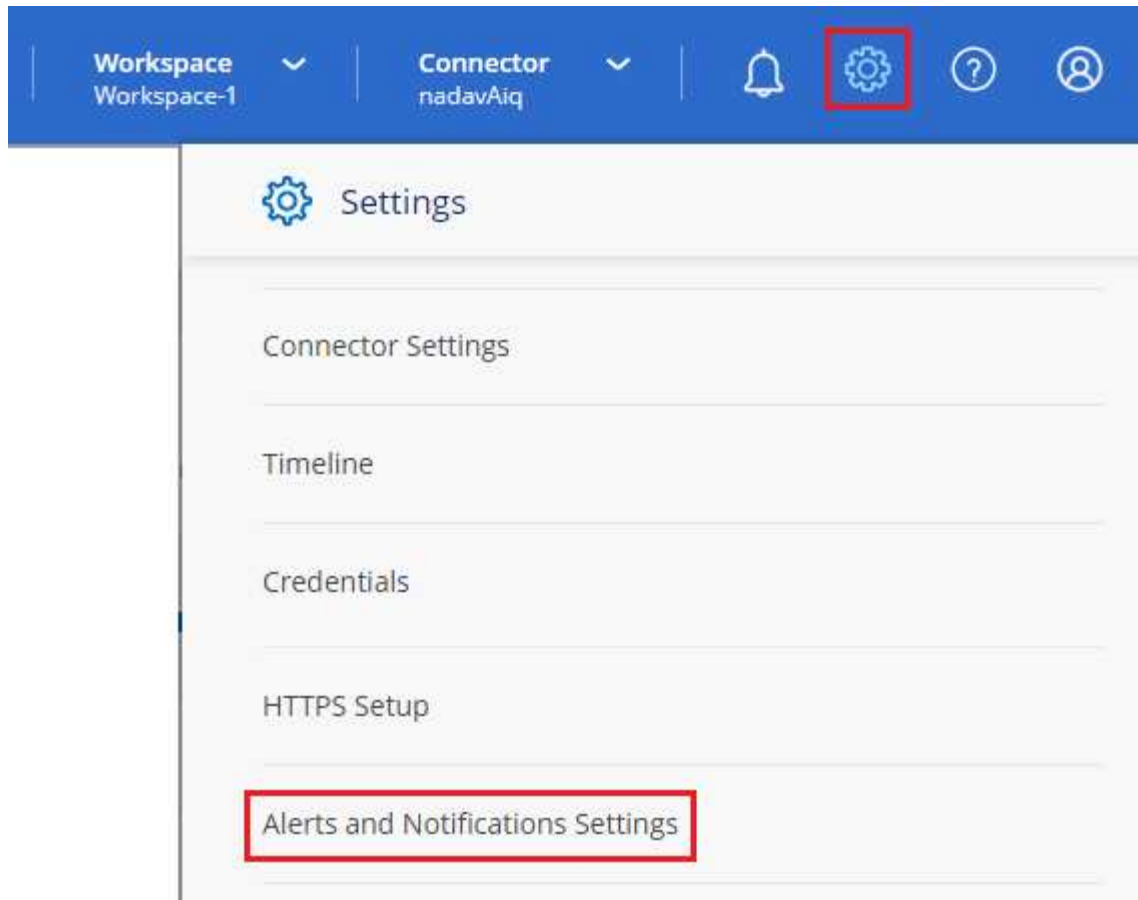 Workspace
Workspace-1
Connector
nadavAiq
?
Settings
Connector Settings
Timeline
Credentials
HTTPS Setup
Alerts and Notifications Settings